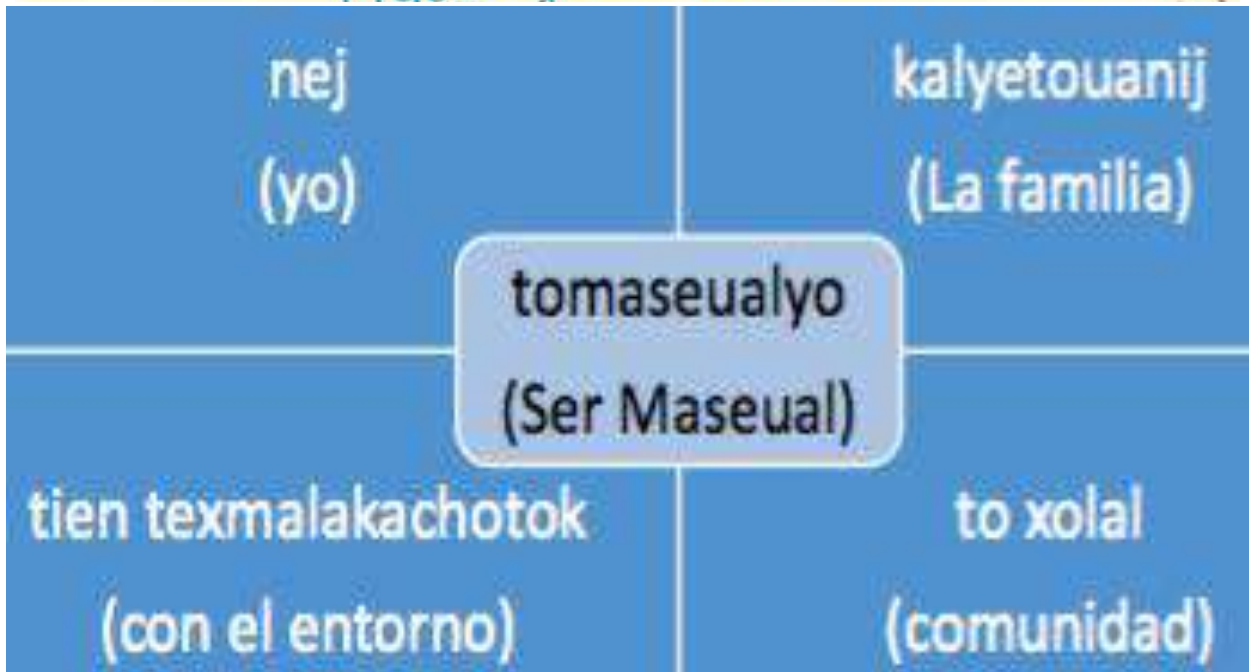 nej
(yo)
kalyetouanij
(La familia)
tomaseualyo
(Ser Maseual)
tien texmalakachotok
(con el entorno)
to xolal
(comunidad)